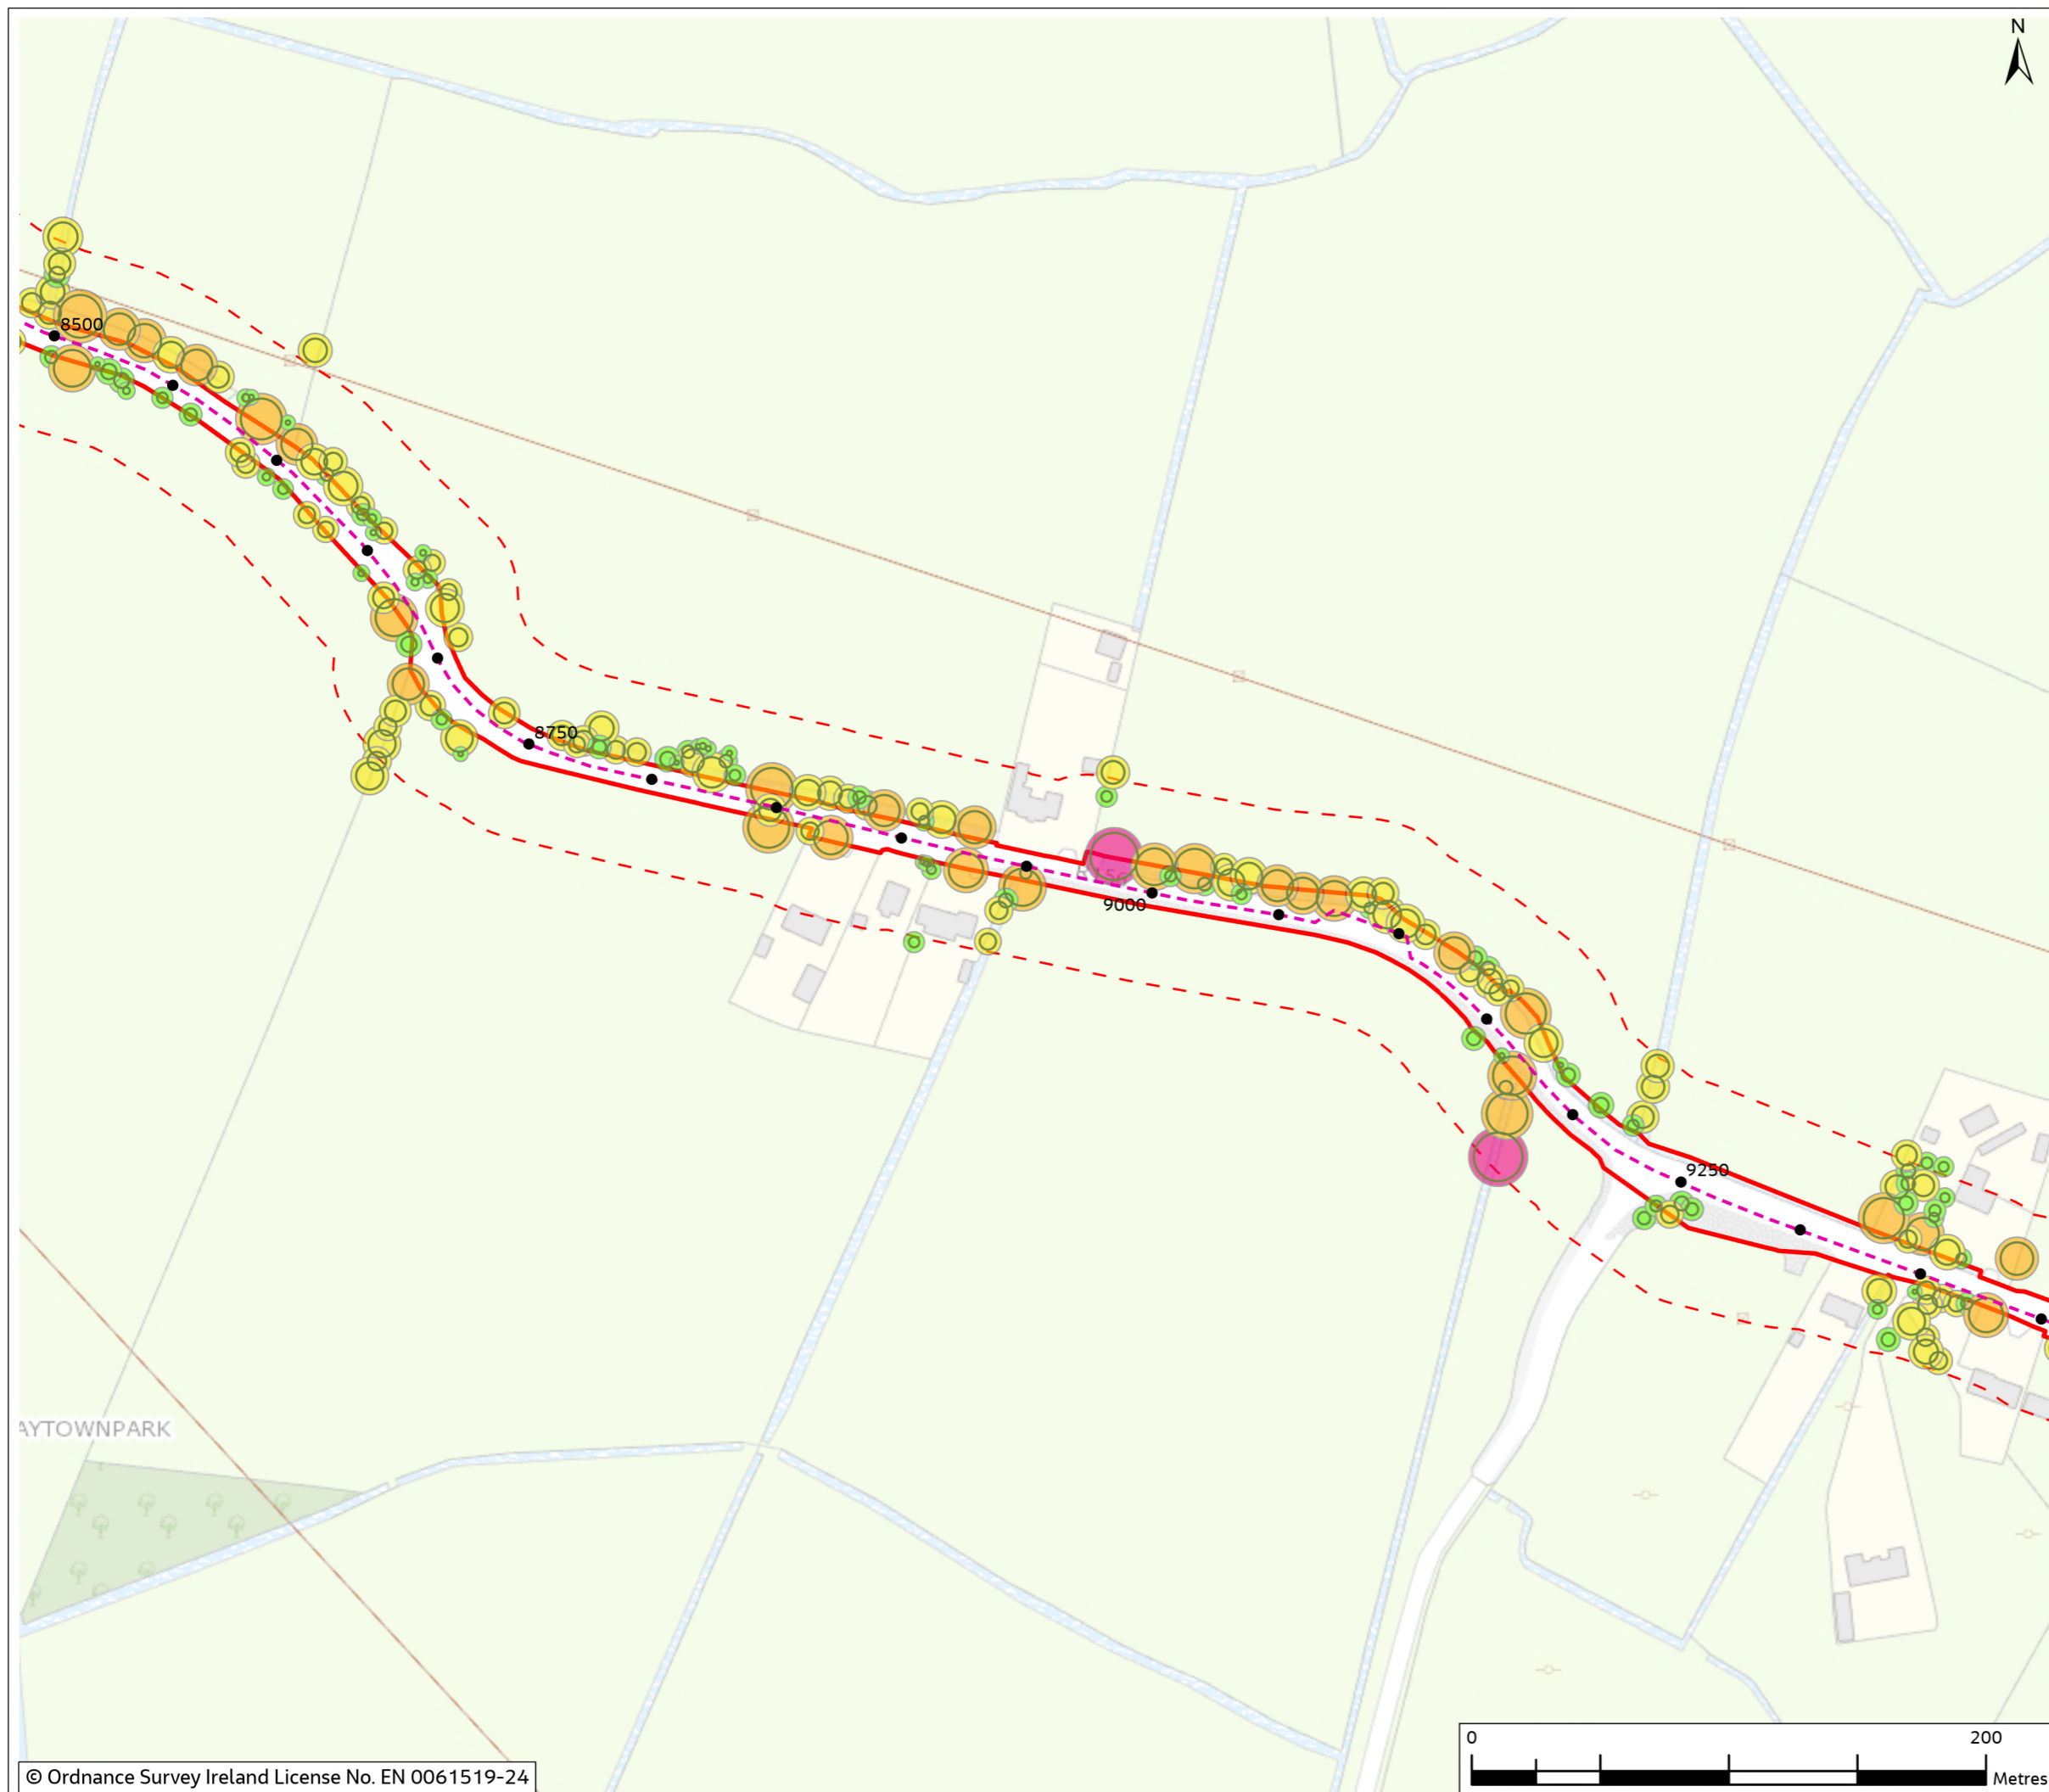 N
8500
8750
9000
9250
AYTOWNPARK
0 200
Metres
© Ordnance Survey Ireland License No. EN 0061519-24